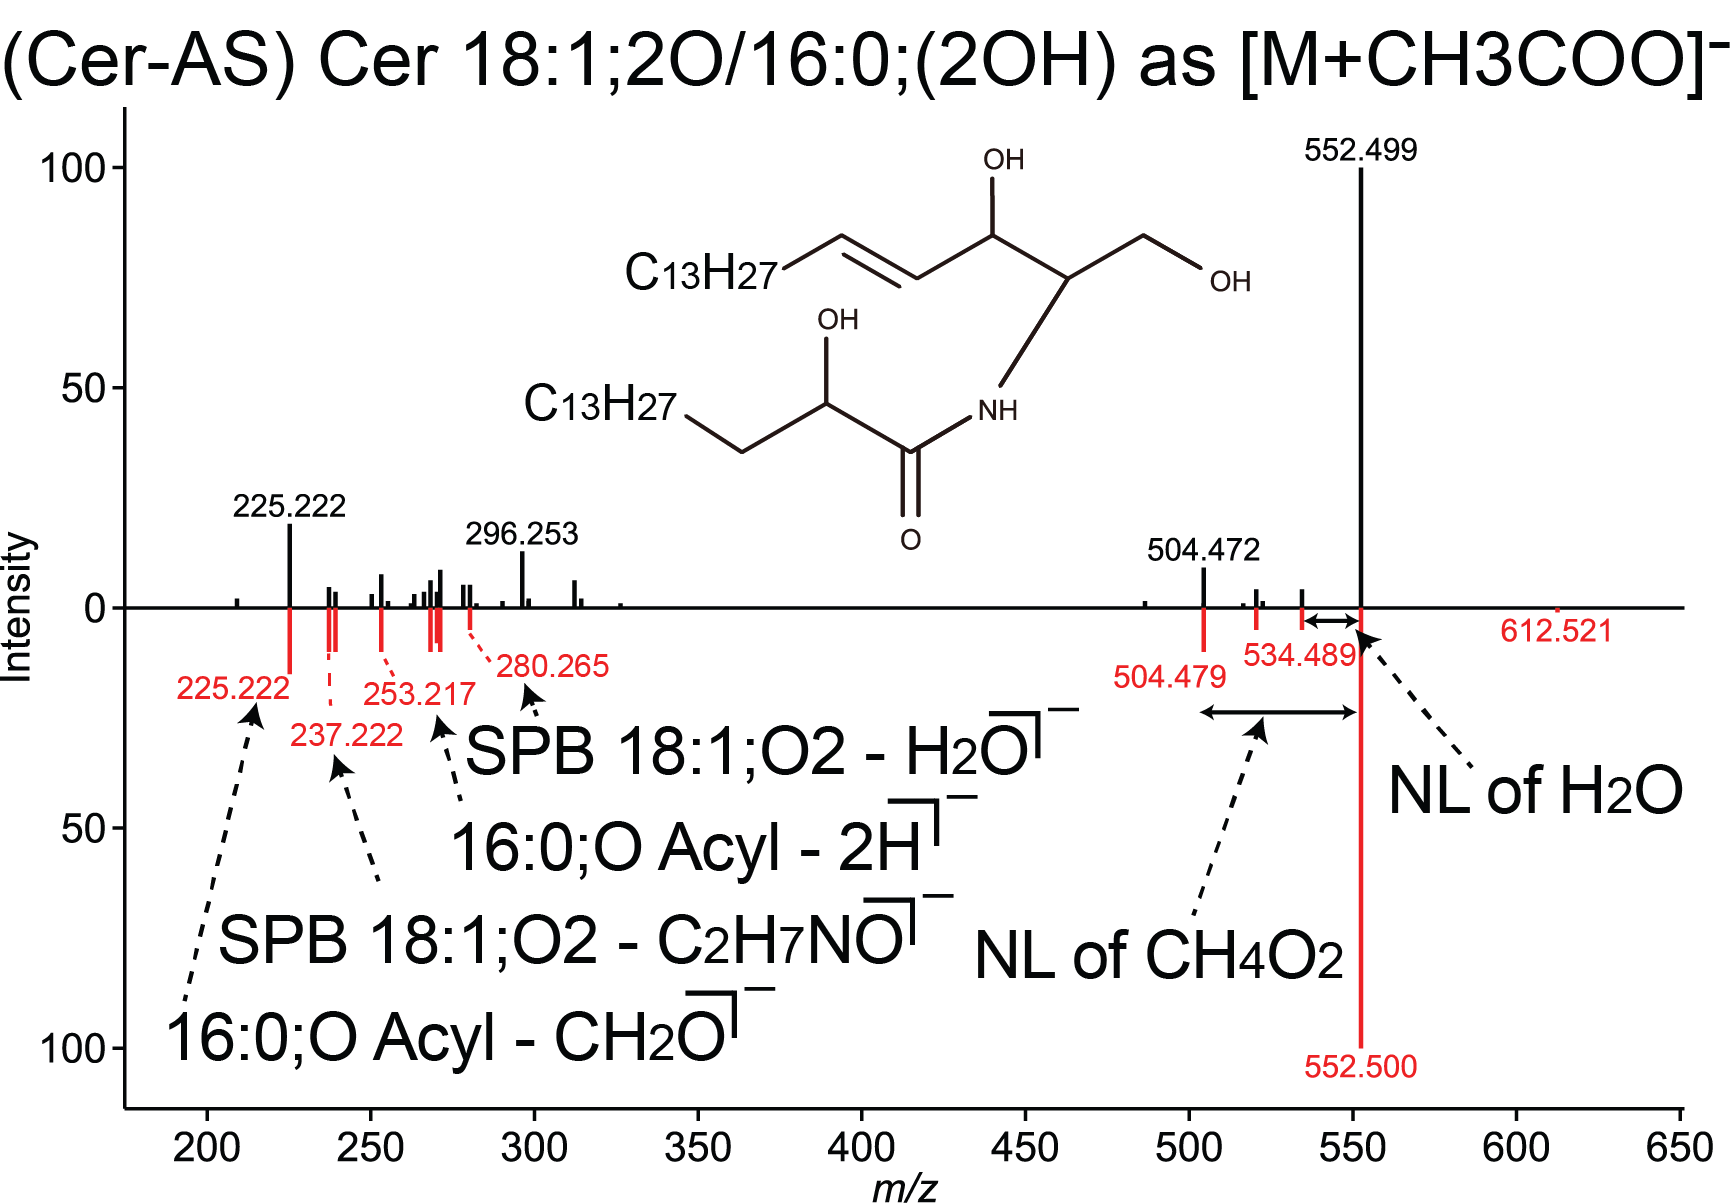 (Cer-AS) Cer 18:1;2O/16:0;(2OH) as [M+CH3COO]⁻
552.499
100
OH
C13H27
OH
OH
C13H27
NH
50
O
225.222
296.253
504.472
0
Intensity
612.521
534.489
280.265
504.479
225.222
253.217
237.222
SPB 18:1;O2 - H2O⁻
NL of H2O
50
16:0;O Acyl - 2H⁻
SPB 18:1;O2 - C2H7NO⁻
NL of CH4O2
16:0;O Acyl - CH2O⁻
100
552.500
200 250 300 350 400 450 500 550 600 650
m/z